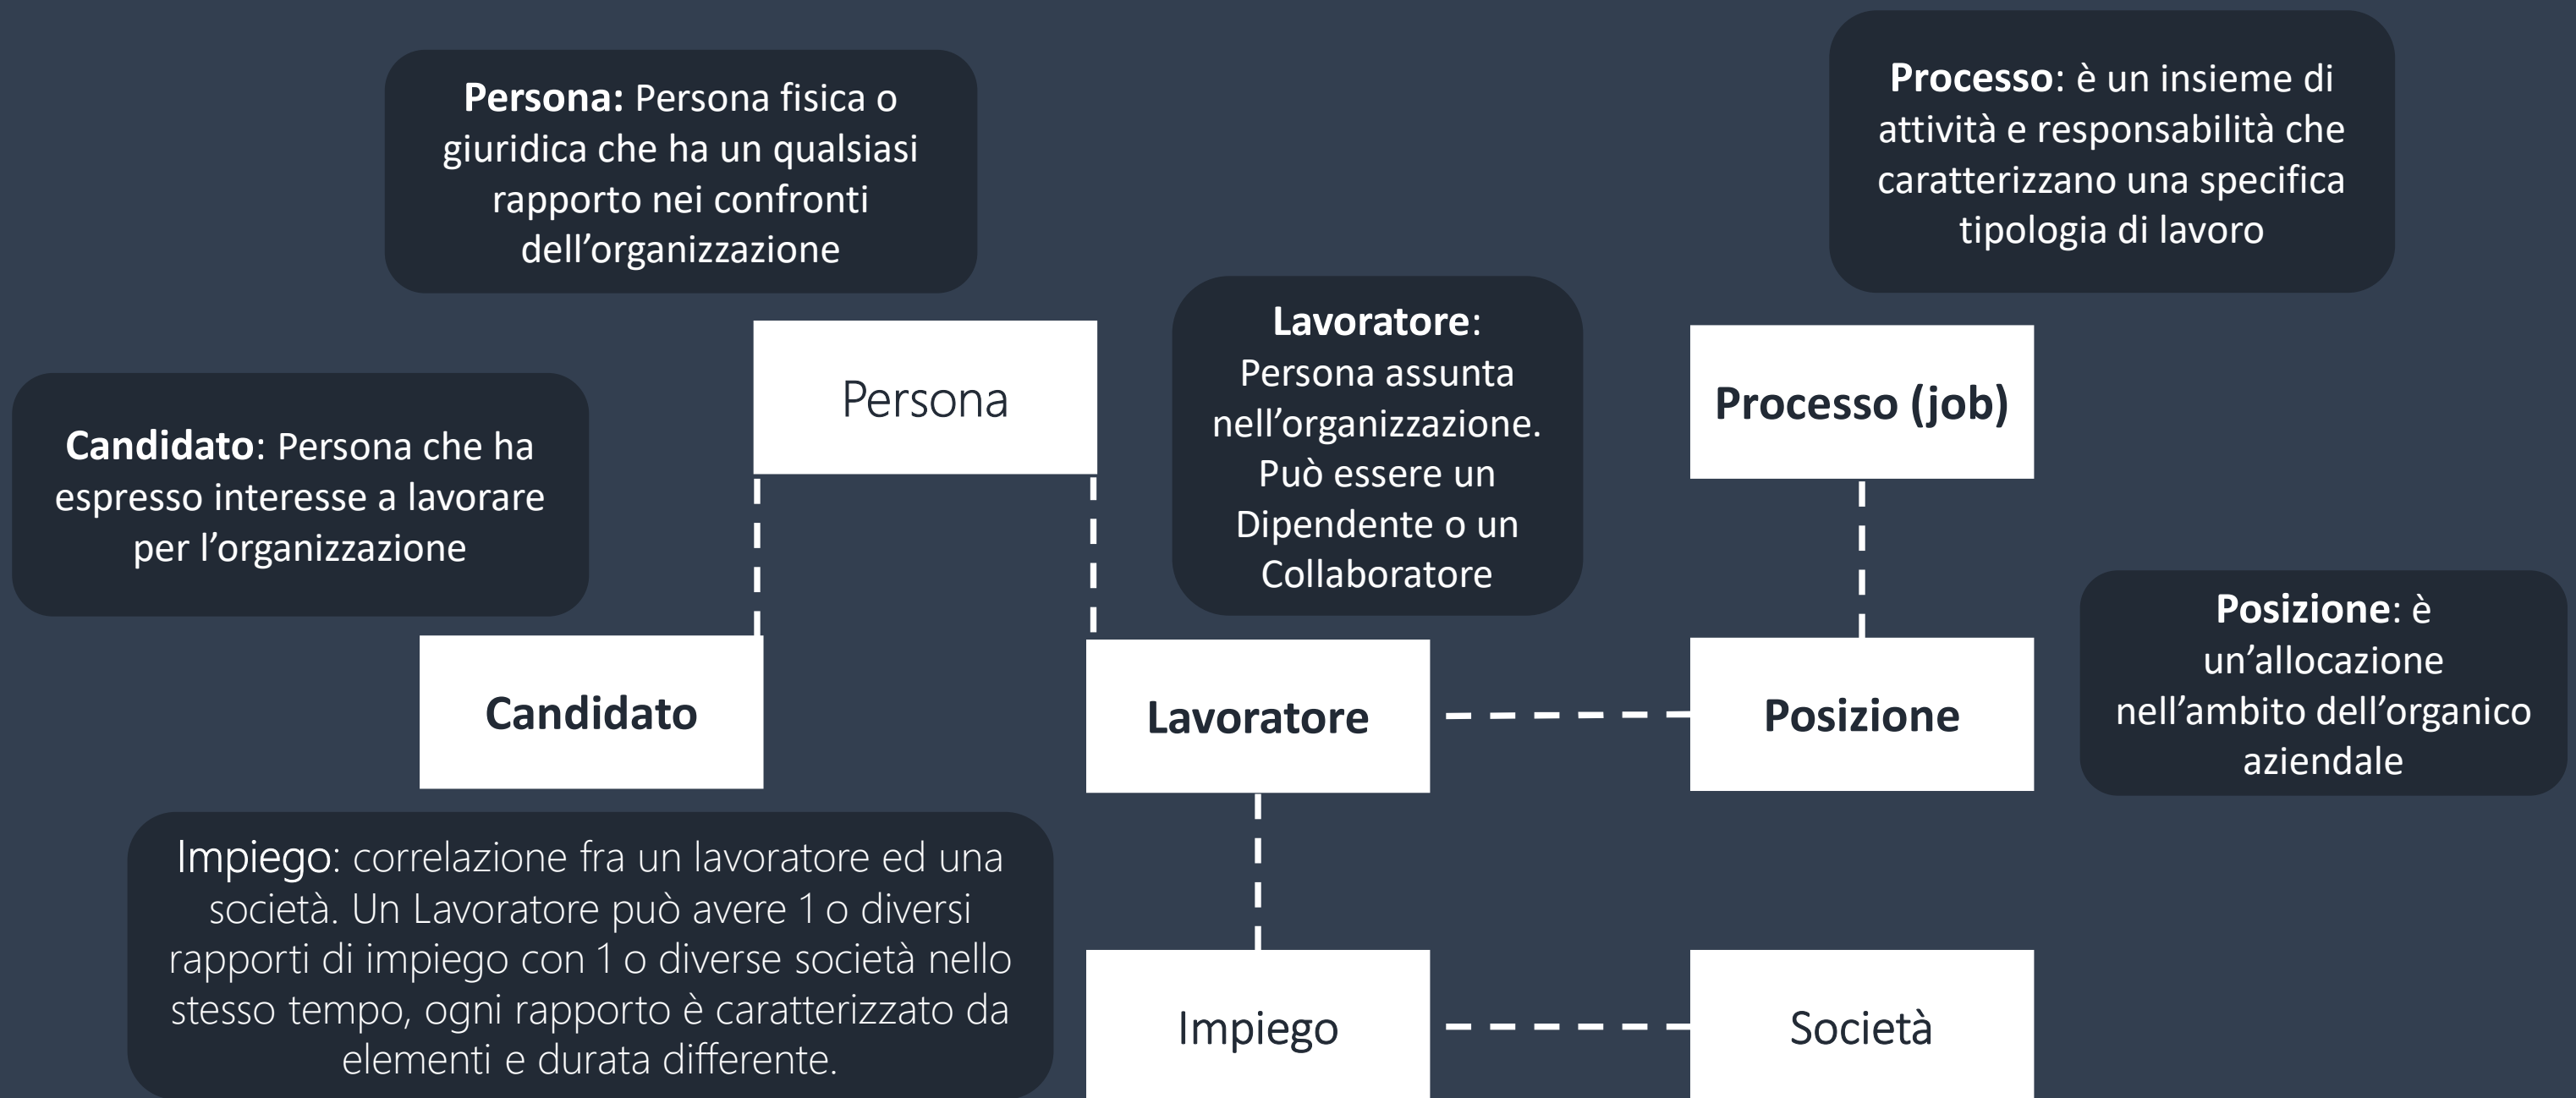 Persona: Persona fisica o
giuridica che ha un qualsiasi
rapporto nei confronti
dell’organizzazione
Processo: è un insieme di
attività e responsabilità che
caratterizzano una specifica
tipologia di lavoro
Candidato: Persona che ha
espresso interesse a lavorare
per l’organizzazione
Persona
Lavoratore:
Persona assunta
nell’organizzazione.
Può essere un
Dipendente o un
Collaboratore
Processo (job)
Posizione: è
un’allocazione
nell’ambito dell’organico
aziendale
Candidato
Lavoratore
Posizione
Impiego: correlazione fra un lavoratore ed una
società. Un Lavoratore può avere 1 o diversi
rapporti di impiego con 1 o diverse società nello
stesso tempo, ogni rapporto è caratterizzato da
elementi e durata differente.
Impiego
Società